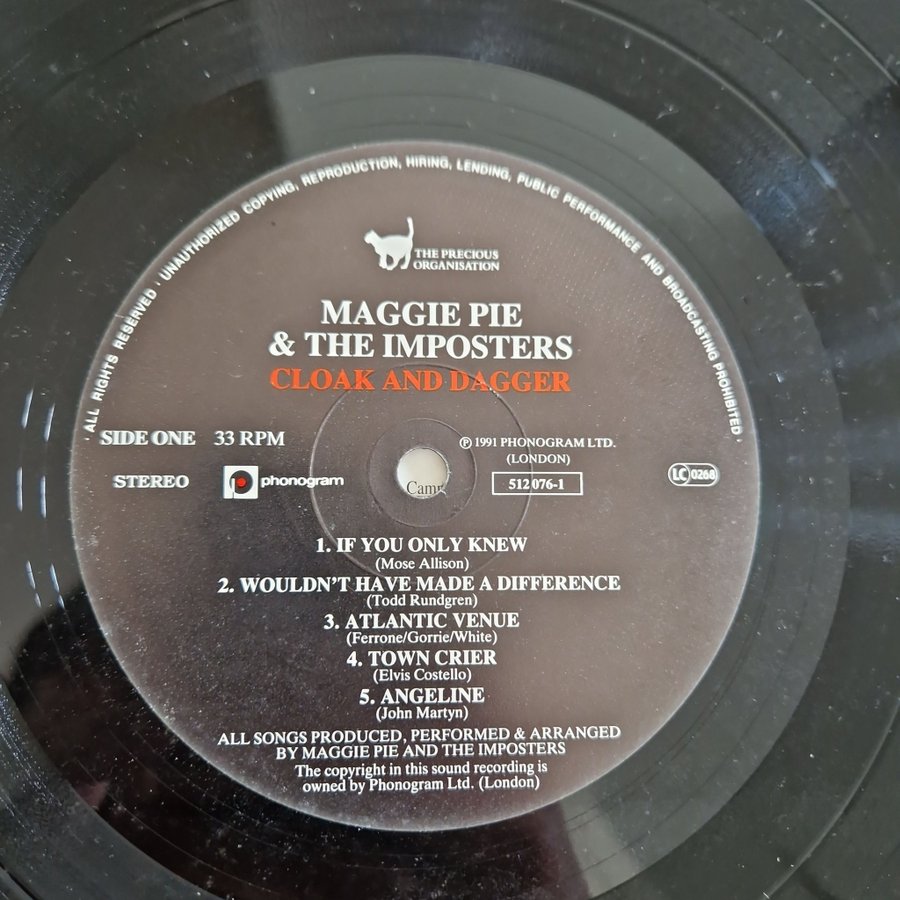 · ALL RIGHTS RESERVED · UNAUTHORIZED COPYING, REPRODUCTION, HIRING, LENDING, PUBLIC PERFORMANCE AND BROADCASTING PROHIBITED ·
THE PRECIOUS
ORGANISATION
MAGGIE PIE
& THE IMPOSTERS
CLOAK AND DAGGER
SIDE ONE 33 RPM
℗ 1991 PHONOGRAM LTD.
(LONDON)
STEREO phonogram
512 076-1
LC 0268
1. IF YOU ONLY KNEW
(Mose Allison)
2. WOULDN'T HAVE MADE A DIFFERENCE
(Todd Rundgren)
3. ATLANTIC VENUE
(Ferrone/Gorrie/White)
4. TOWN CRIER
(Elvis Costello)
5. ANGELINE
(John Martyn)
ALL SONGS PRODUCED, PERFORMED & ARRANGED
BY MAGGIE PIE AND THE IMPOSTERS
The copyright in this sound recording is
owned by Phonogram Ltd. (London)